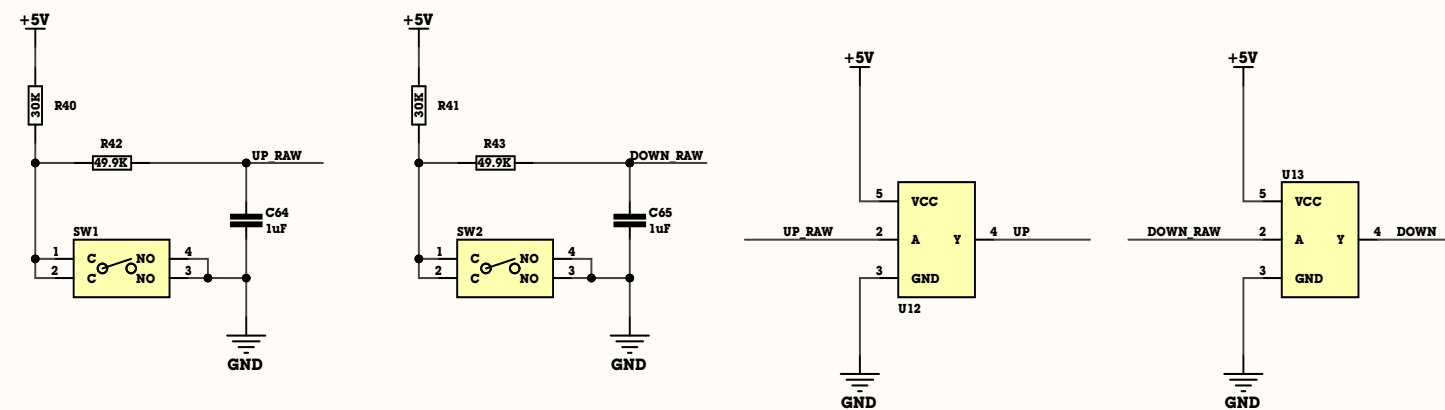 +5V
30K
R40
R42
49.9K
UP_RAW
C64
1uF
SW1
1
2
C
C
NO
NO
4
3
GND
+5V
30K
R41
R43
49.9K
DOWN_RAW
C65
1uF
SW2
1
2
C
C
NO
NO
4
3
GND
+5V
5
VCC
UP_RAW
2
A
Y
4
UP
3
GND
U12
GND
+5V
U13
5
VCC
DOWN_RAW
2
A
Y
4
DOWN
3
GND
GND